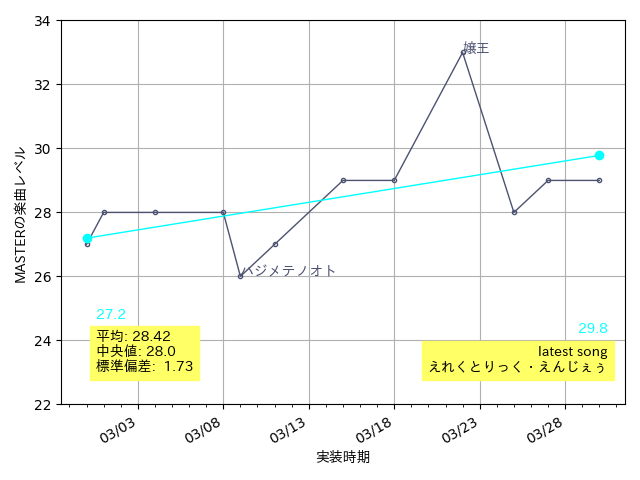 34
32
30
28
26
24
22
MASTERの楽曲レベル
嬢王
ハジメテノオト
27.2
平均: 28.42
中央値: 28.0
標準偏差: 1.73
29.8
latest song
えれくとりっく・えんじぇぅ
03/03
03/08
03/13
03/18
03/23
03/28
実装時期